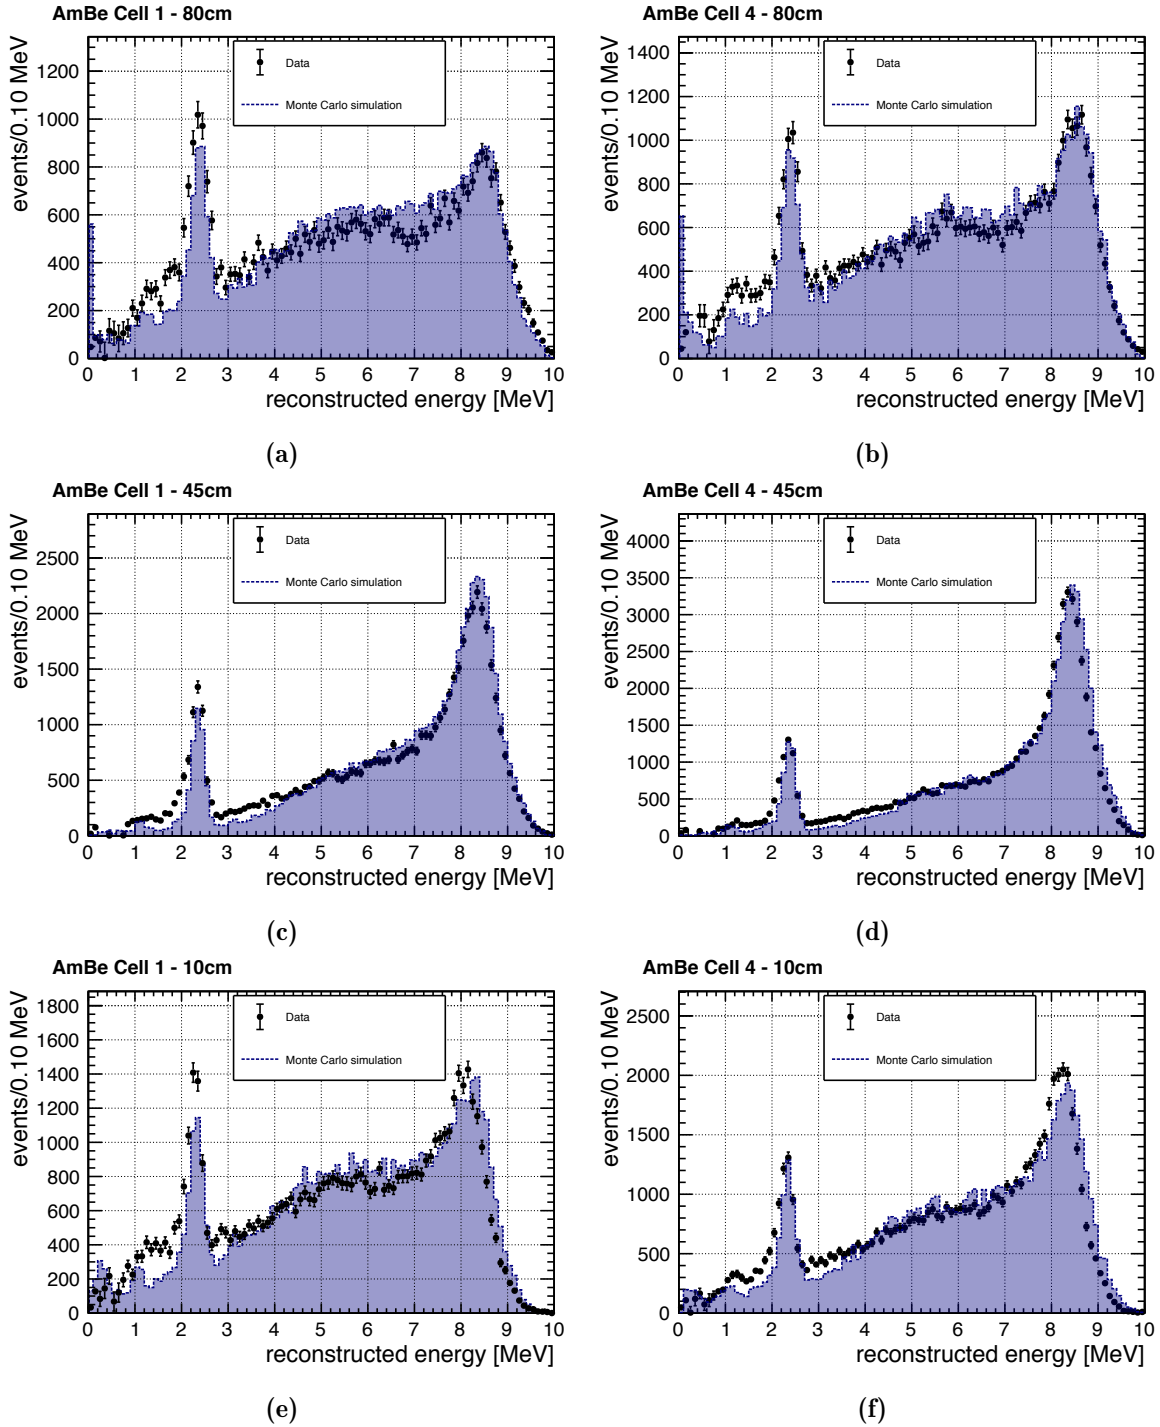 AmBe Cell 1 - 80cm
events/0.10 MeV
1200
1000
800
600
400
200
0
Data
Monte Carlo simulation
0 1 2 3 4 5 6 7 8 9 10
reconstructed energy [MeV]
(a)
AmBe Cell 4 - 80cm
events/0.10 MeV
1400
1200
1000
800
600
400
200
0
Data
Monte Carlo simulation
0 1 2 3 4 5 6 7 8 9 10
reconstructed energy [MeV]
(b)
AmBe Cell 1 - 45cm
events/0.10 MeV
2500
2000
1500
1000
500
0
Data
Monte Carlo simulation
0 1 2 3 4 5 6 7 8 9 10
reconstructed energy [MeV]
(c)
AmBe Cell 4 - 45cm
events/0.10 MeV
4000
3500
3000
2500
2000
1500
1000
500
0
Data
Monte Carlo simulation
0 1 2 3 4 5 6 7 8 9 10
reconstructed energy [MeV]
(d)
AmBe Cell 1 - 10cm
events/0.10 MeV
1800
1600
1400
1200
1000
800
600
400
200
0
Data
Monte Carlo simulation
0 1 2 3 4 5 6 7 8 9 10
reconstructed energy [MeV]
(e)
AmBe Cell 4 - 10cm
events/0.10 MeV
2500
2000
1500
1000
500
0
Data
Monte Carlo simulation
0 1 2 3 4 5 6 7 8 9 10
reconstructed energy [MeV]
(f)